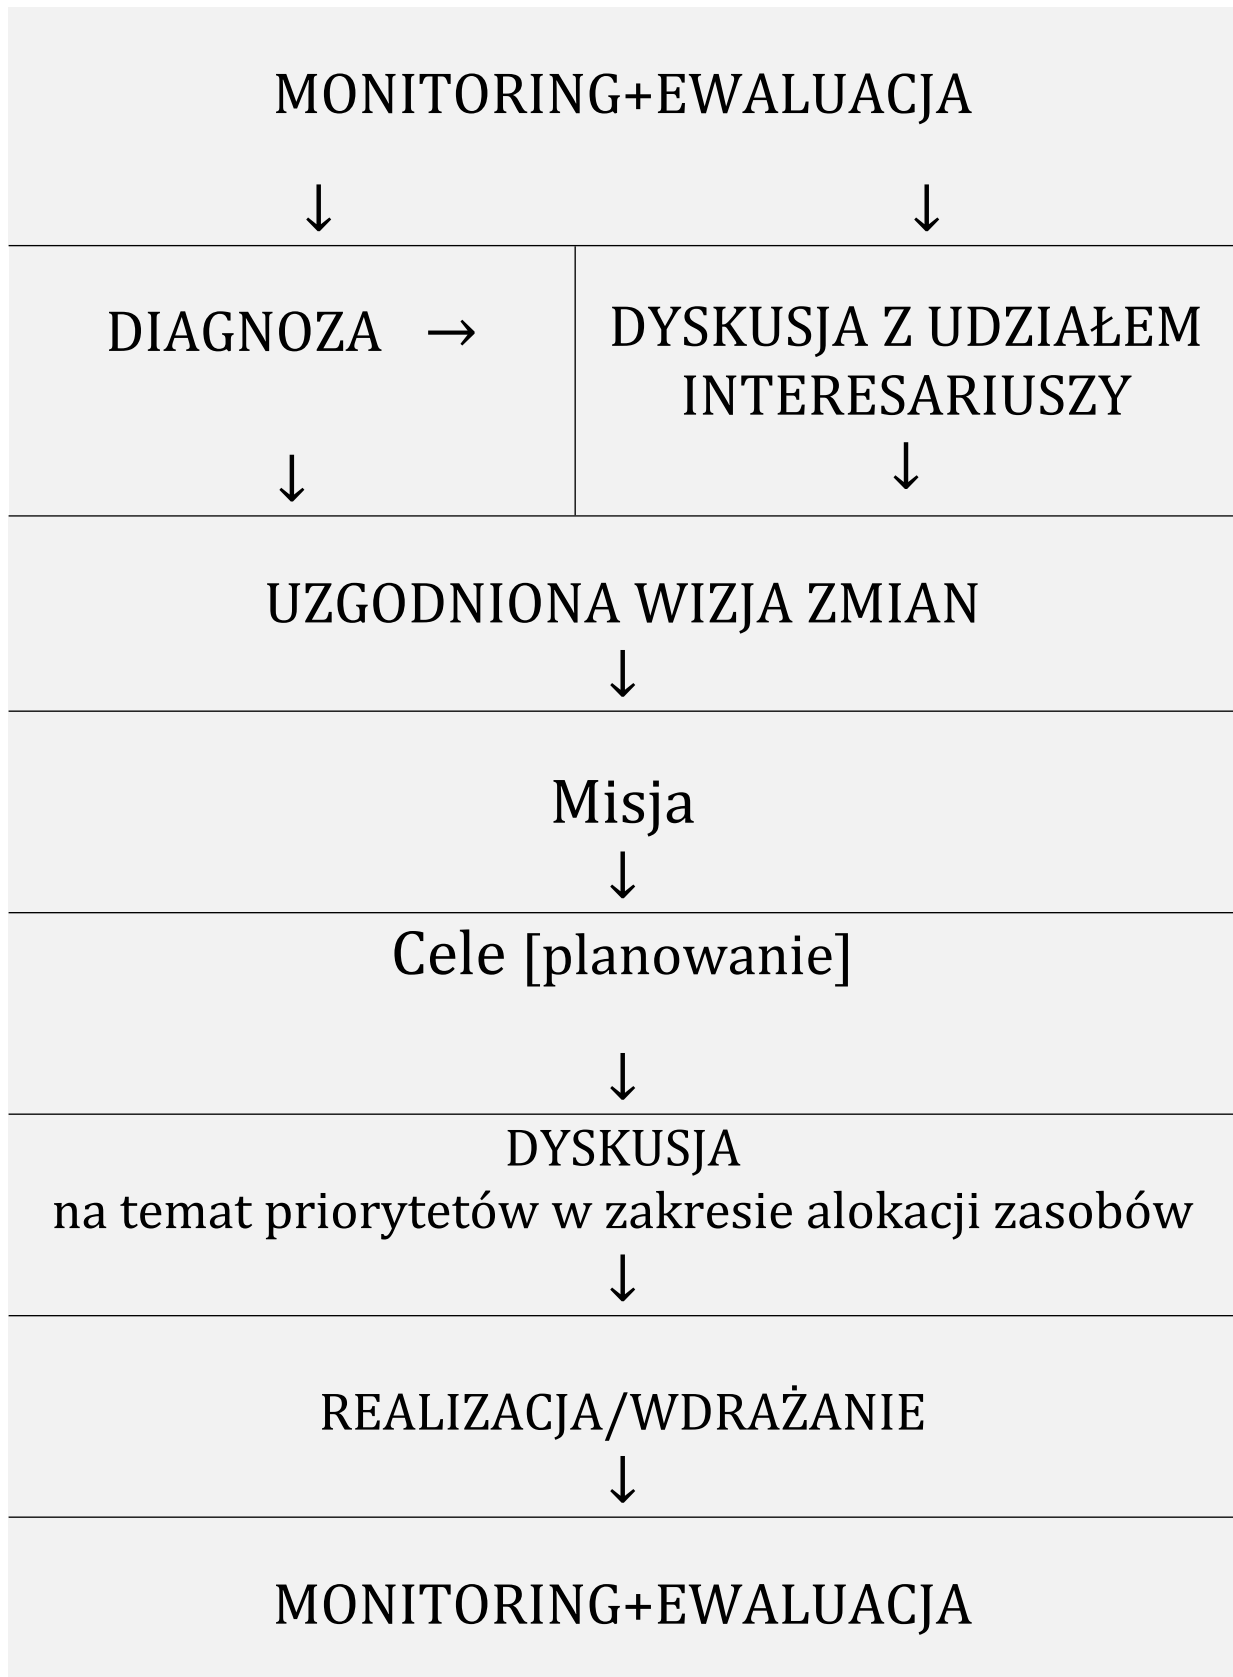 MONITORING+EWALUACJA
↓ ↓
DIAGNOZA →
↓
DYSKUSJA Z UDZIAŁEM
INTERESARIUSZY
↓
UZGODNIONA WIZJA ZMIAN
↓
Misja
↓
Cele [planowanie]
↓
DYSKUSJA
na temat priorytetów w zakresie alokacji zasobów
↓
REALIZACJA/WDRAŻANIE
↓
MONITORING+EWALUACJA